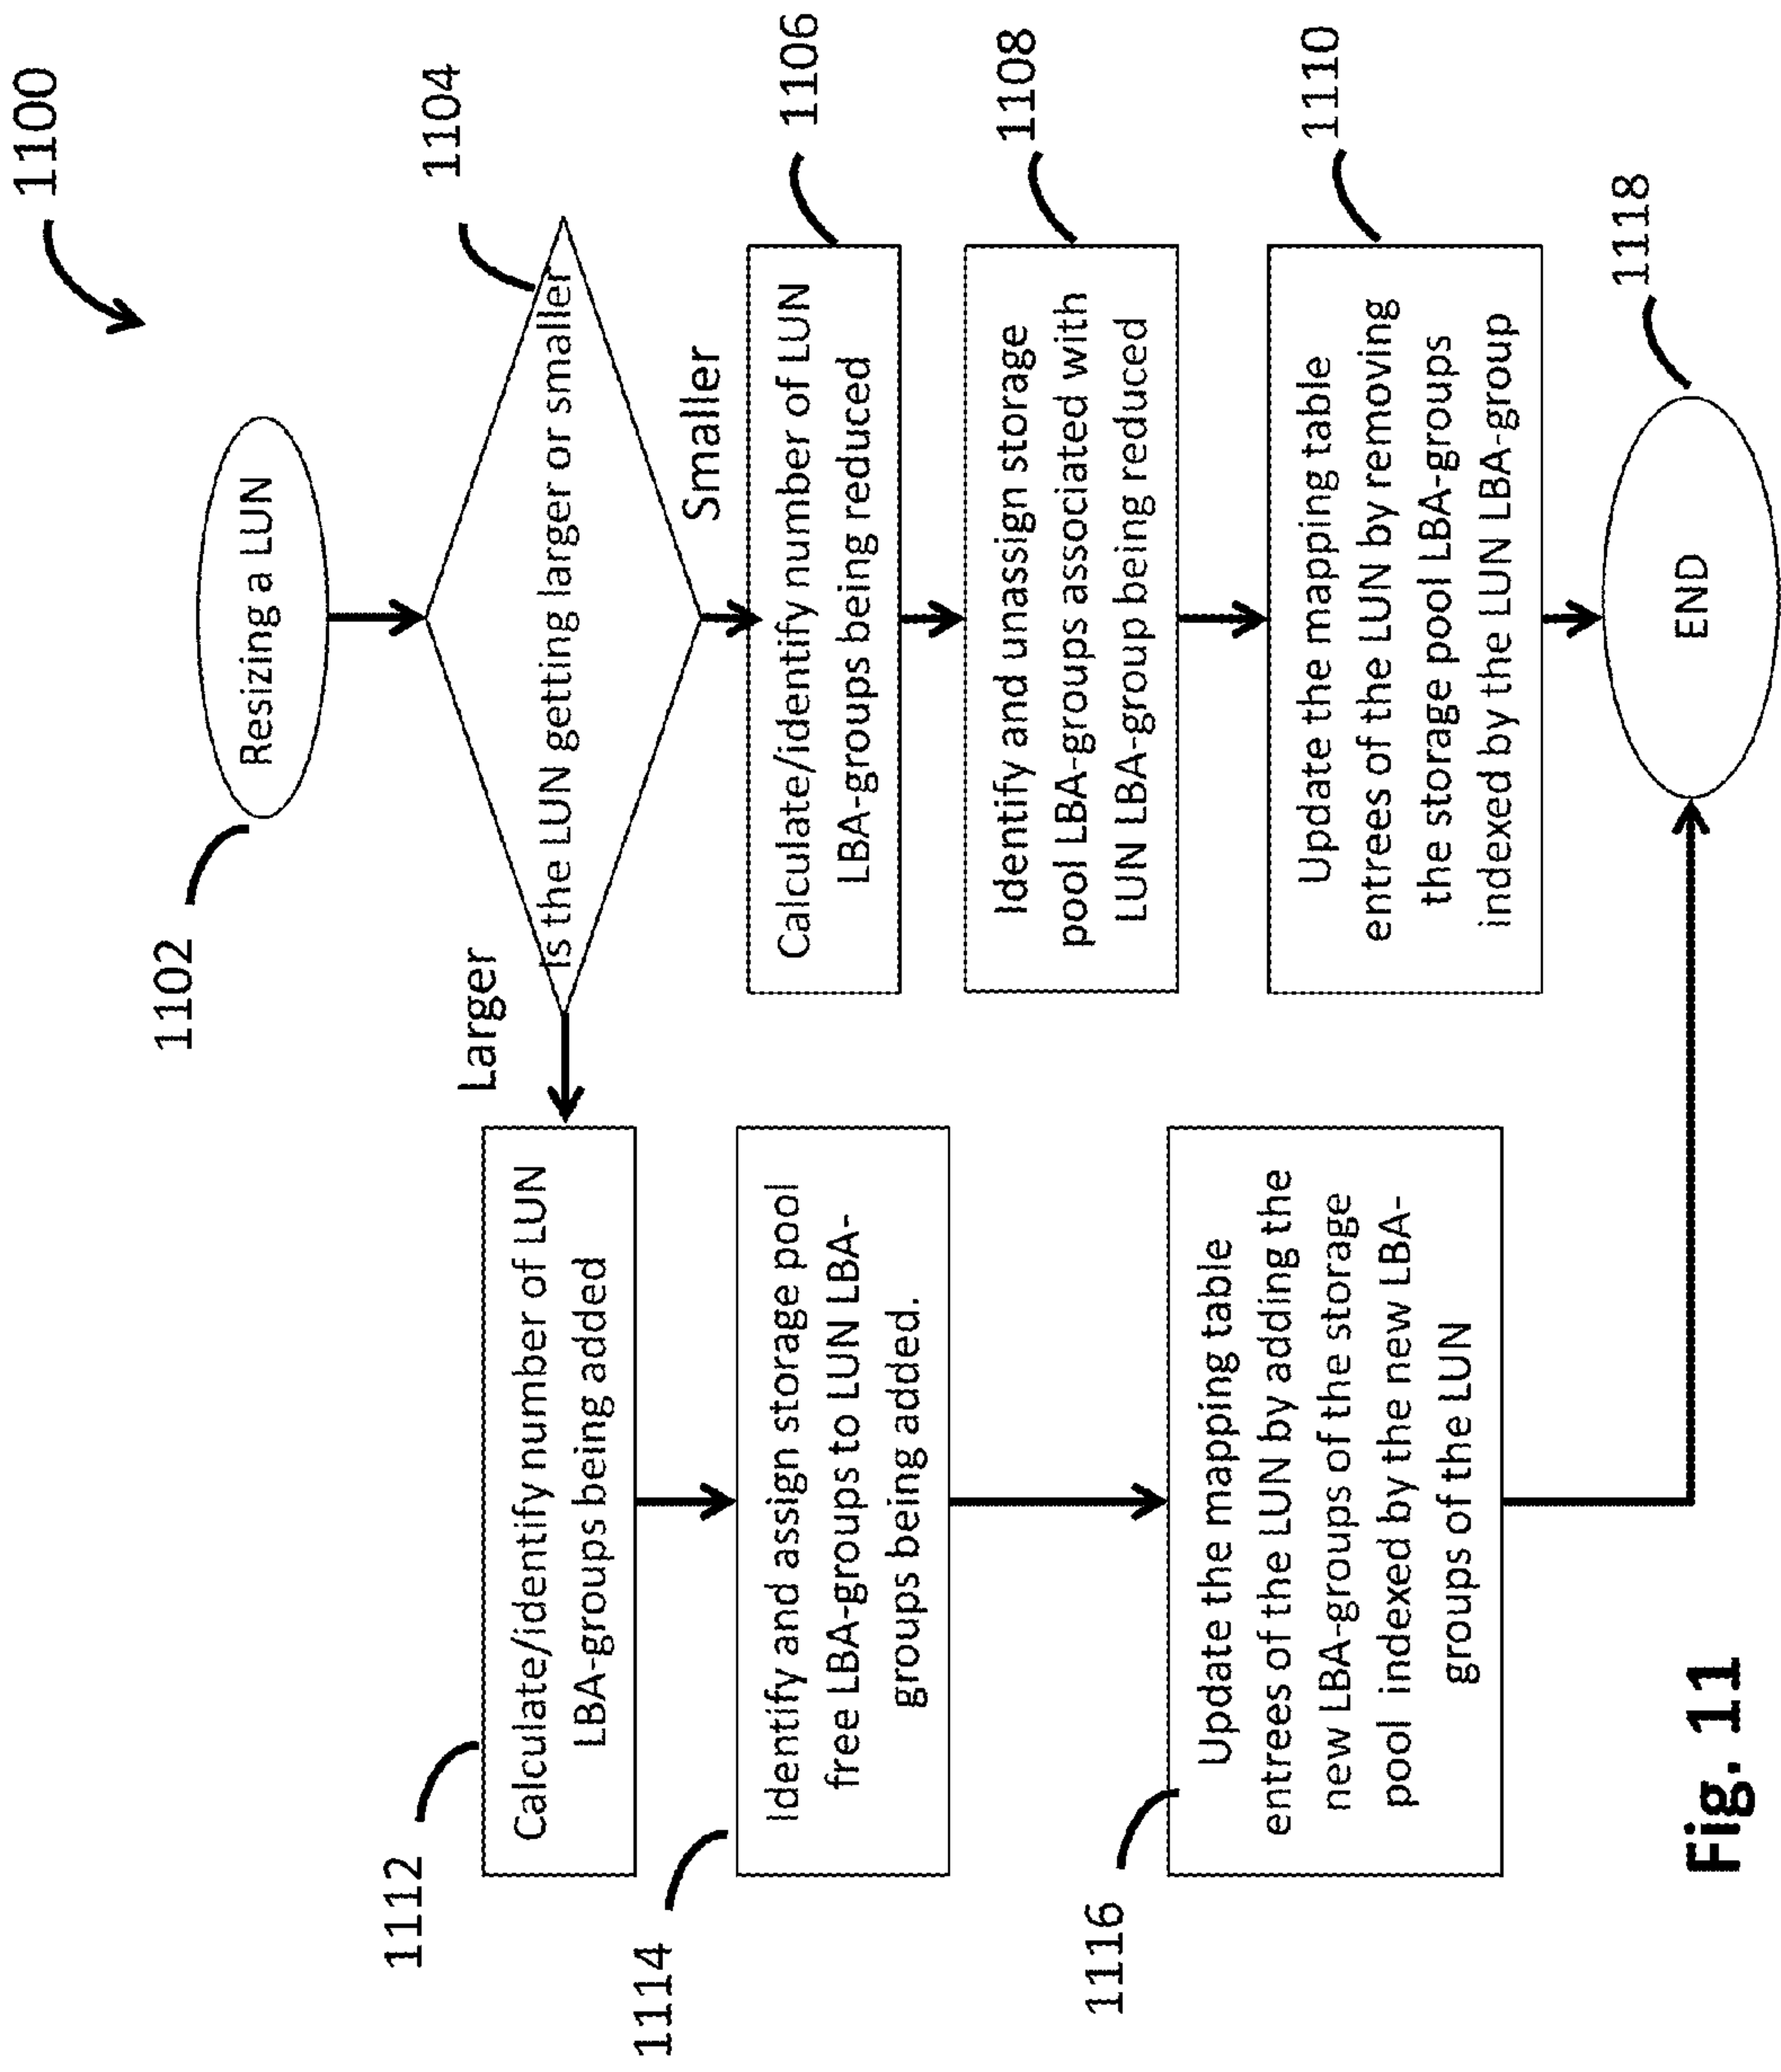 1100
1102
Resizing a LUN
1104
Is the LUN getting larger or smaller
Larger
Smaller
1112
Calculate/identify number of LUN
LBA-groups being added
1114
Identify and assign storage pool
free LBA-groups to LUN LBA-
groups being added.
1116
Update the mapping table
entrees of the LUN by adding the
new LBA-groups of the storage
pool indexed by the new LBA-
groups of the LUN
1106
Calculate/identify number of LUN
LBA-groups being reduced
1108
Identify and unassign storage
pool LBA-groups associated with
LUN LBA-group being reduced
1110
Update the mapping table
entrees of the LUN by removing
the storage pool LBA-groups
indexed by the LUN LBA-group
1118
END
Fig. 11